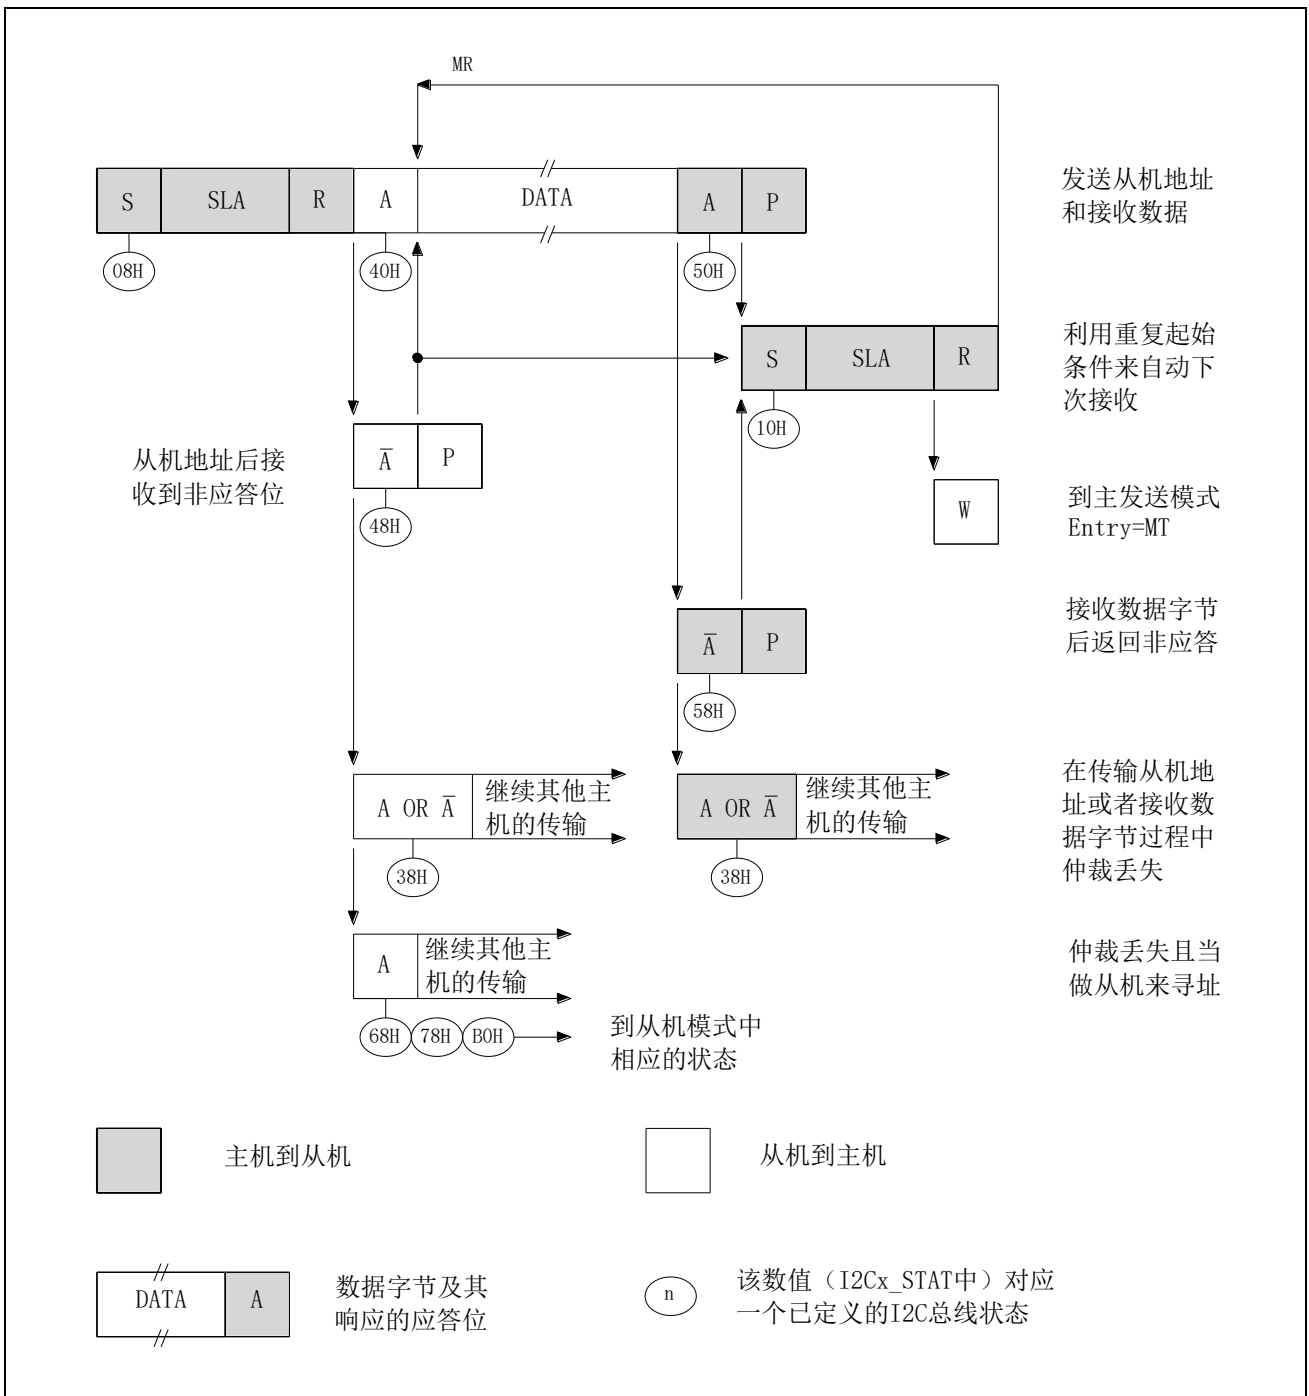 MR
S SLA R A DATA A P
发送从机地址
和接收数据
08H 40H 50H
S SLA R
利用重复起始
条件来自动下
次接收
10H
从机地址后接
收到非应答位
A̅ P
48H
W
到主发送模式
Entry=MT
A̅ P
接收数据字节
后返回非应答
58H
A OR A̅
继续其他主
机的传输
A OR A̅
继续其他主
机的传输
在传输从机地
址或者接收数
据字节过程中
仲裁丢失
38H 38H
A
继续其他主
机的传输
仲裁丢失且当
做从机来寻址
68H 78H B0H
到从机模式中
相应的状态
主机到从机
从机到主机
DATA A
数据字节及其
响应的应答位
n
该数值（I2Cx_STAT中）对应
一个已定义的I2C总线状态